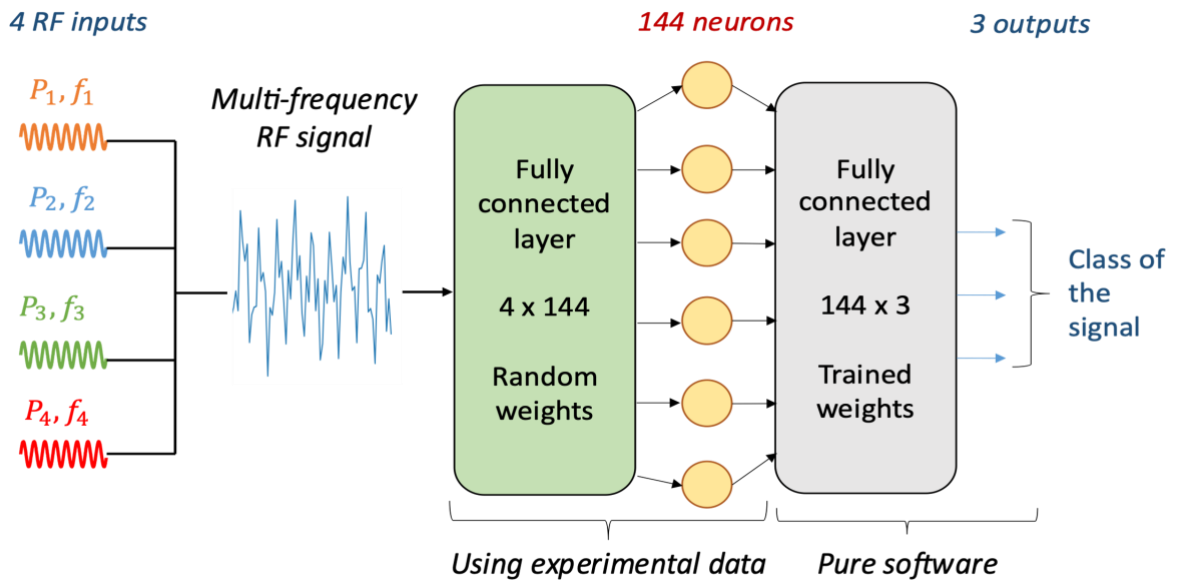 4 RF inputs
144 neurons
3 outputs
P₁, f₁
P₂, f₂
P₃, f₃
P₄, f₄
Multi-frequency
RF signal
Fully
connected
layer
4 x 144
Random
weights
Fully
connected
layer
144 x 3
Trained
weights
Class of
the
signal
Using experimental data
Pure software